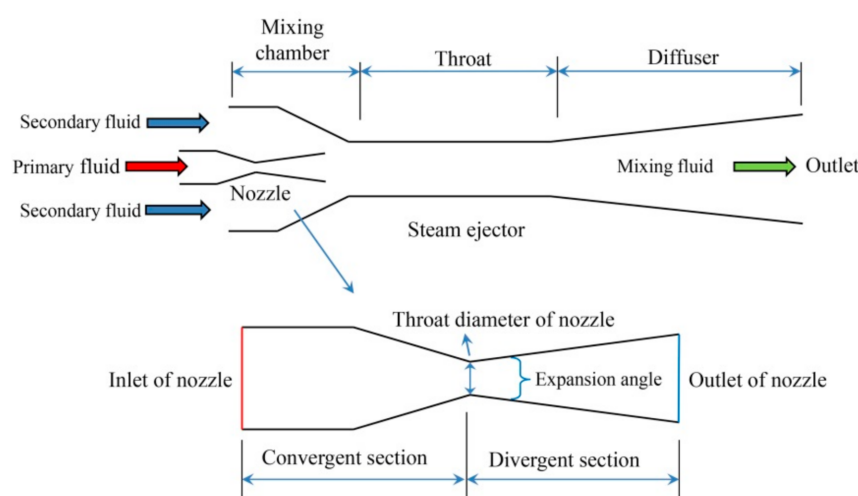 Mixing
chamber
Throat
Diffuser
Secondary fluid
Primary fluid
Mixing fluid
Outlet
Nozzle
Secondary fluid
Steam ejector
Throat diameter of nozzle
Inlet of nozzle
Expansion angle
Outlet of nozzle
Convergent section
Divergent section